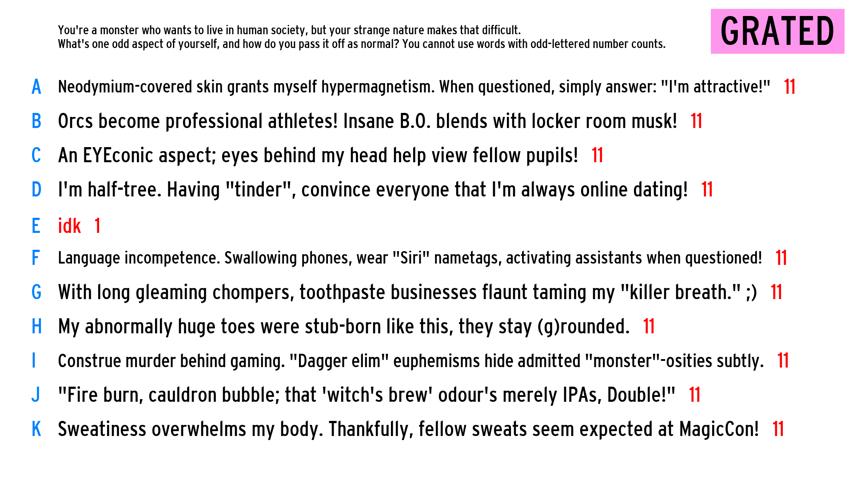 You're a monster who wants to live in human society, but your strange nature makes that difficult.
What's one odd aspect of yourself, and how do you pass it off as normal? You cannot use words with odd-lettered number counts.
GRATED
A Neodymium-covered skin grants myself hypermagnetism. When questioned, simply answer: "I'm attractive!" 11
B Orcs become professional athletes! Insane B.O. blends with locker room musk! 11
C An EYEconic aspect; eyes behind my head help view fellow pupils! 11
D I'm half-tree. Having "tinder", convince everyone that I'm always online dating! 11
E idk 1
F Language incompetence. Swallowing phones, wear "Siri" nametags, activating assistants when questioned! 11
G With long gleaming chompers, toothpaste businesses flaunt taming my "killer breath." ;) 11
H My abnormally huge toes were stub-born like this, they stay (g)rounded. 11
I Construe murder behind gaming. "Dagger elim" euphemisms hide admitted "monster"-osities subtly. 11
J "Fire burn, cauldron bubble; that 'witch's brew' odour's merely IPAs, Double!" 11
K Sweatiness overwhelms my body. Thankfully, fellow sweats seem expected at MagicCon! 11